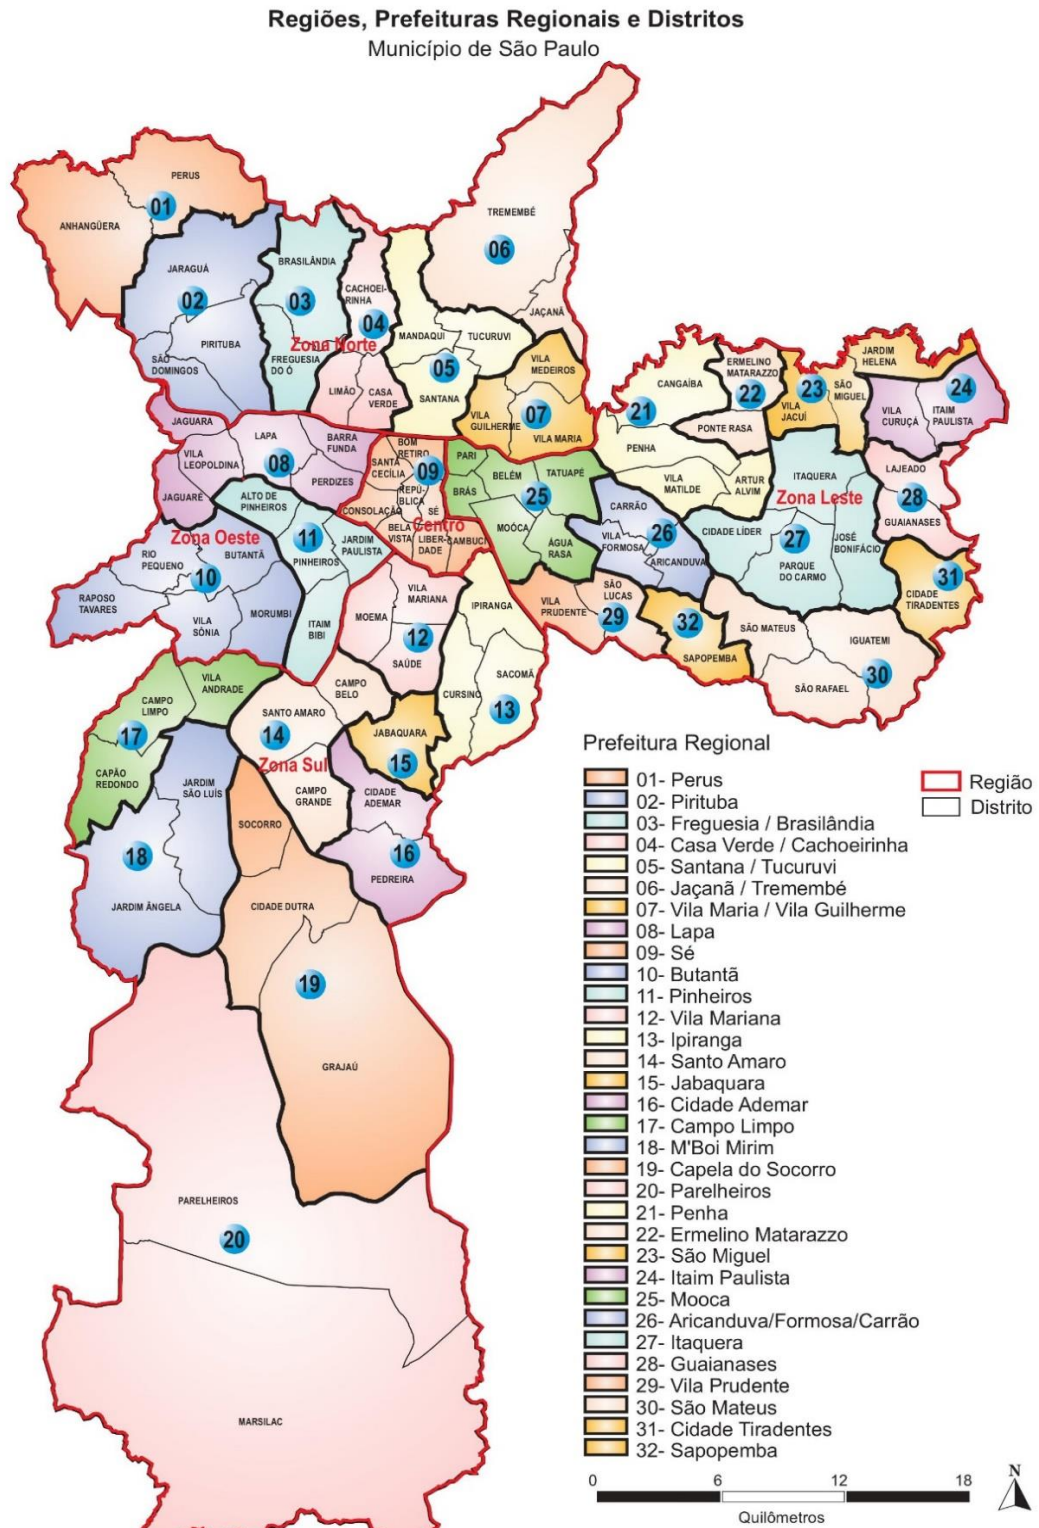 Regiões, Prefeituras Regionais e Distritos
Município de São Paulo
PERUS
01
ANHANGÜERA
TREMEMBÉ
06
JAÇANÃ
JARAGUÁ
02
PIRITUBA
SÃO
DOMINGOS
BRASILÂNDIA
03
FREGUESIA
DO Ó
Zona Norte
CACHOEI-
RINHA
04
LIMÃO
CASA
VERDE
MANDAQUI
TUCURUVI
05
SANTANA
VILA
MEDEIROS
VILA
GUILHERME
07
VILA MARIA
CANGAÍBA
21
PENHA
VILA
MATILDE
ARTUR
ALVIM
ERMELINO
MATARAZZO
22
PONTE RASA
JARDIM
HELENA
23
VILA
JACUÍ
SÃO
MIGUEL
24
VILA
CURUÇÁ
ITAIM
PAULISTA
JAGUARA
VILA
LEOPOLDINA
LAPA
08
BARRA
FUNDA
PERDIZES
JAGUARÉ
BOM
RETIRO
SANTA
CECÍLIA
09
REPÚ-
BLICA
CONSOLAÇÃO
SÉ
Centro
BELA
VISTA
LIBER-
DADE
CAMBUCI
PARI
BRÁS
BELÉM
TATUAPÉ
25
MOÓCA
ÁGUA
RASA
CARRÃO
26
VILA
FORMOSA
ARICANDUVA
ITAQUERA
Zona Leste
CIDADE LÍDER
27
JOSÉ
BONIFÁCIO
PARQUE
DO CARMO
LAJEADO
28
GUAIANASES
31
CIDADE
TIRADENTES
ALTO DE
PINHEIROS
11
PINHEIROS
JARDIM
PAULISTA
ITAIM
BIBI
Zona Oeste
RIO
PEQUENO
BUTANTÃ
10
RAPOSO
TAVARES
MORUMBI
VILA
SÔNIA
VILA
MARIANA
MOEMA
12
SAÚDE
IPIRANGA
SACOMÃ
CURSINO
13
VILA
PRUDENTE
SÃO
LUCAS
29
32
SAPOPEMBA
SÃO MATEUS
IGUATEMI
30
SÃO RAFAEL
VILA
ANDRADE
CAMPO
LIMPO
17
CAPÃO
REDONDO
CAMPO
BELO
SANTO AMARO
14
Zona Sul
CAMPO
GRANDE
JABAQUARA
15
CIDADE
ADEMAR
16
PEDREIRA
JARDIM
SÃO LUÍS
18
JARDIM ÂNGELA
SOCORRO
CIDADE DUTRA
19
GRAJAÚ
PARELHEIROS
20
MARSILAC
Prefeitura Regional
01- Perus
02- Pirituba
03- Freguesia / Brasilândia
04- Casa Verde / Cachoeirinha
05- Santana / Tucuruvi
06- Jaçanã / Tremembé
07- Vila Maria / Vila Guilherme
08- Lapa
09- Sé
10- Butantã
11- Pinheiros
12- Vila Mariana
13- Ipiranga
14- Santo Amaro
15- Jabaquara
16- Cidade Ademar
17- Campo Limpo
18- M'Boi Mirim
19- Capela do Socorro
20- Parelheiros
21- Penha
22- Ermelino Matarazzo
23- São Miguel
24- Itaim Paulista
25- Mooca
26- Aricanduva/Formosa/Carrão
27- Itaquera
28- Guaianases
29- Vila Prudente
30- São Mateus
31- Cidade Tiradentes
32- Sapopemba
Região
Distrito
0 6 12 18
Quilômetros
N